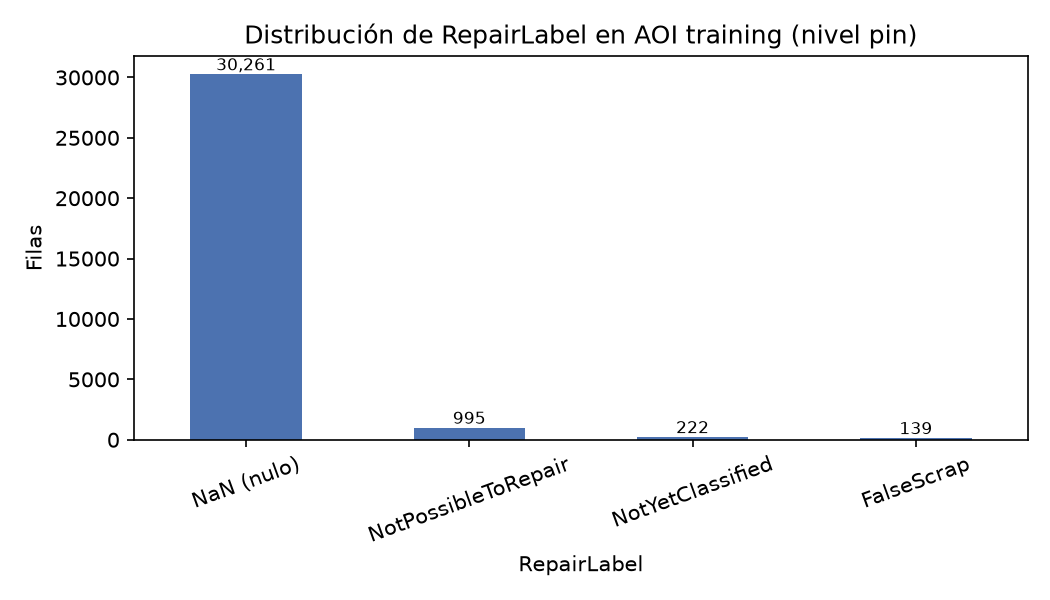 Distribución de RepairLabel en AOI training (nivel pin)
30,261
995
222
139
30000
25000
20000
15000
10000
5000
0
Filas
NaN (nulo)
NotPossibleToRepair
NotYetClassified
FalseScrap
RepairLabel